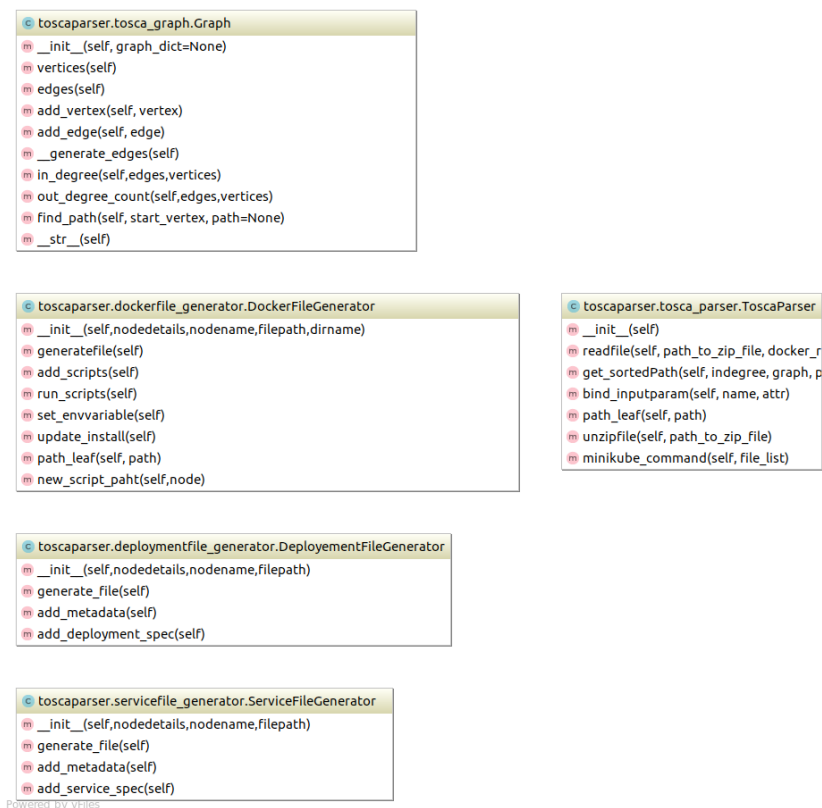 c toscaparser.tosca_graph.Graph
m __init__(self, graph_dict=None)
m vertices(self)
m edges(self)
m add_vertex(self, vertex)
m add_edge(self, edge)
m __generate_edges(self)
m in_degree(self,edges,vertices)
m out_degree_count(self,edges,vertices)
m find_path(self, start_vertex, path=None)
m __str__(self)
c toscaparser.dockerfile_generator.DockerFileGenerator
m __init__(self,nodedetails,nodename,filepath,dirname)
m generatefile(self)
m add_scripts(self)
m run_scripts(self)
m set_envvariable(self)
m update_install(self)
m path_leaf(self, path)
m new_script_paht(self,node)
c toscaparser.tosca_parser.ToscaParser
m __init__(self)
m readfile(self, path_to_zip_file, docker_r
m get_sortedPath(self, indegree, graph, p
m bind_inputparam(self, name, attr)
m path_leaf(self, path)
m unzipfile(self, path_to_zip_file)
m minikube_command(self, file_list)
c toscaparser.deploymentfile_generator.DeployementFileGenerator
m __init__(self,nodedetails,nodename,filepath)
m generate_file(self)
m add_metadata(self)
m add_deployment_spec(self)
c toscaparser.servicefile_generator.ServiceFileGenerator
m __init__(self,nodedetails,nodename,filepath)
m generate_file(self)
m add_metadata(self)
m add_service_spec(self)
Powered by yFiles